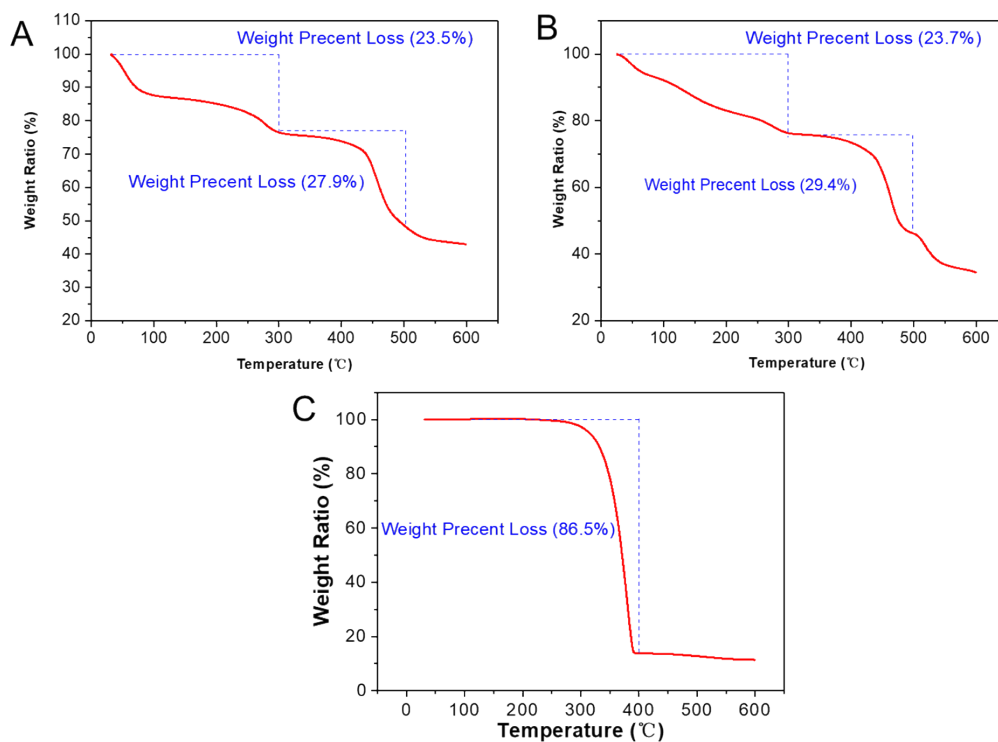 A
Weight Precent Loss (23.5%)
Weight Precent Loss (27.9%)
Weight Ratio (%)
110
100
90
80
70
60
50
40
30
20
0 100 200 300 400 500 600
Temperature (℃)
B
Weight Precent Loss (23.7%)
Weight Precent Loss (29.4%)
Weight Ratio (%)
100
80
60
40
20
0 100 200 300 400 500 600
Temperature (℃)
C
Weight Precent Loss (86.5%)
Weight Ratio (%)
100
80
60
40
20
0
0 100 200 300 400 500 600
Temperature (℃)